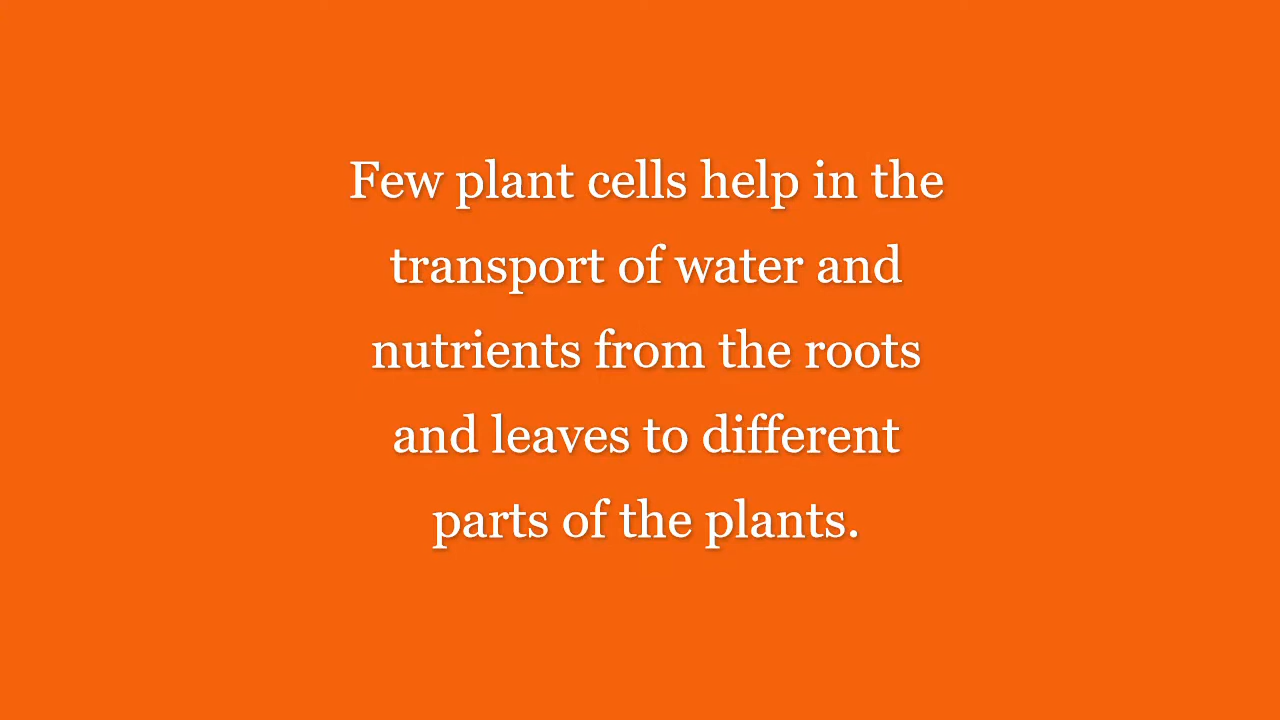 Few plant cells help in the
transport of water and
nutrients from the roots
and leaves to different
parts of the plants.